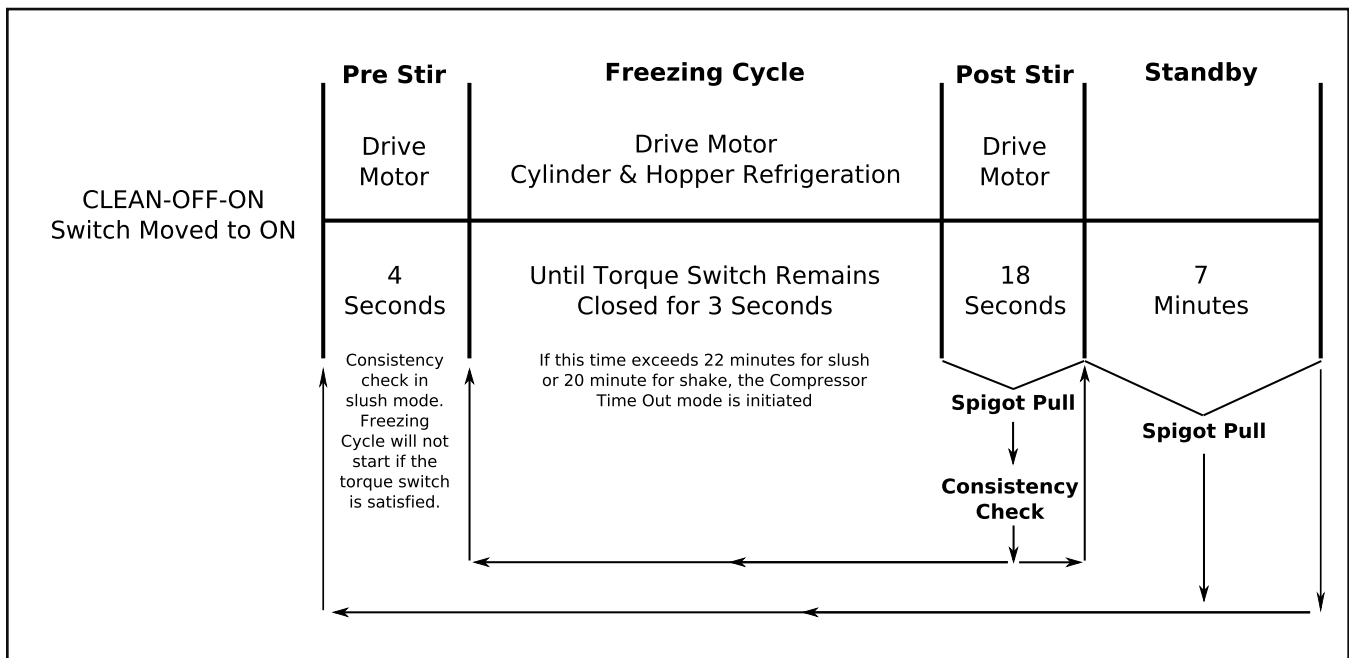 Pre Stir
Freezing Cycle
Post Stir
Standby
Drive
Motor
Drive Motor
Cylinder & Hopper Refrigeration
Drive
Motor
CLEAN-OFF-ON
Switch Moved to ON
4
Seconds
Until Torque Switch Remains
Closed for 3 Seconds
18
Seconds
7
Minutes
Consistency
check in
slush mode.
Freezing
Cycle will not
start if the
torque switch
is satisfied.
If this time exceeds 22 minutes for slush
or 20 minute for shake, the Compressor
Time Out mode is initiated
Spigot Pull
Consistency
Check
Spigot Pull